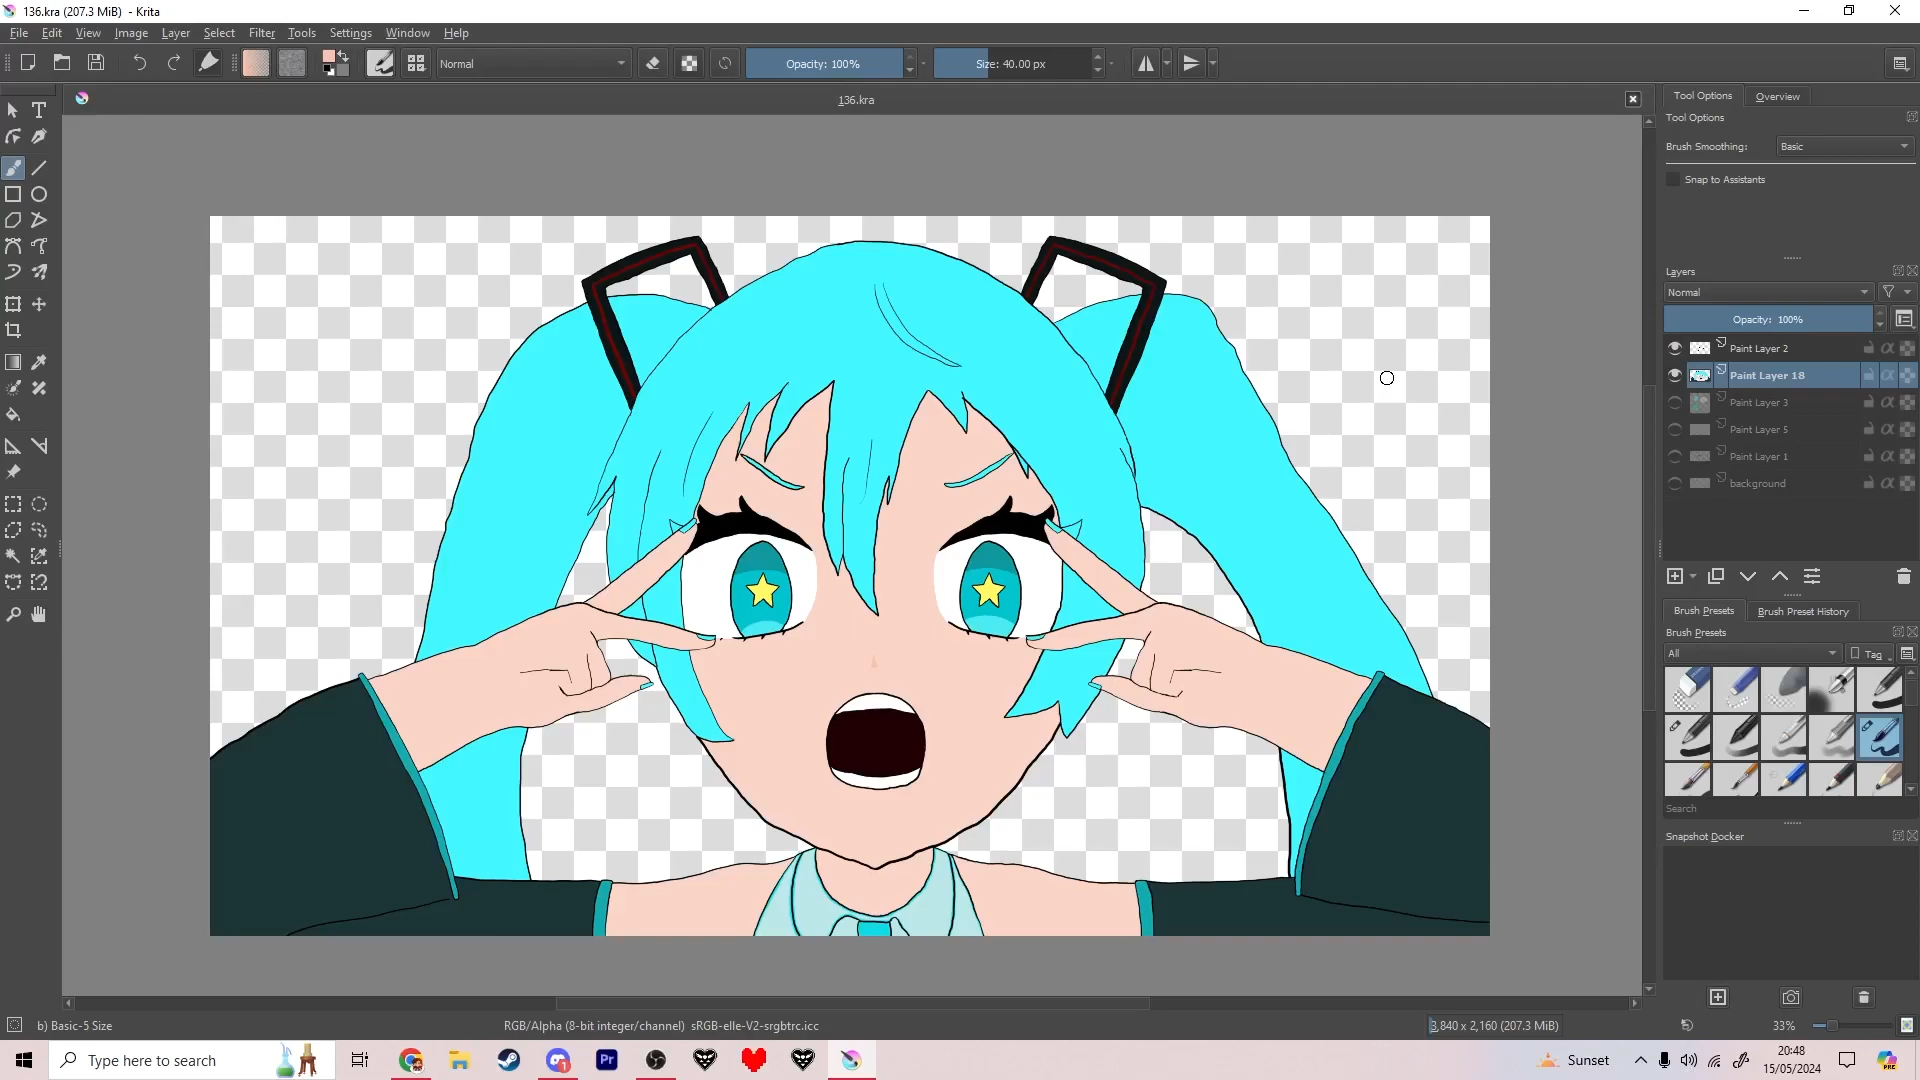 136.kra (207.3 MiB) - Krita
File Edit View Image Layer Select Filter Tools Settings Window Help
Normal
Opacity: 100%
Size: 40.00 px
136.kra
Tool Options
Overview
Tool Options
Brush Smoothing:
Basic
Snap to Assistants
Layers
Normal
Opacity: 100%
Paint Layer 2
Paint Layer 18
Paint Layer 3
Paint Layer 5
Paint Layer 1
background
Brush Presets
Brush Preset History
Brush Presets
All
Tag
Search
Snapshot Docker
b) Basic-5 Size
RGB/Alpha (8-bit integer/channel) sRGB-elle-V2-srgbtrc.icc
3,840 x 2,160 (207.3 MiB)
33%
Type here to search
Pr
1
Sunset
20:48
15/05/2024
PRE